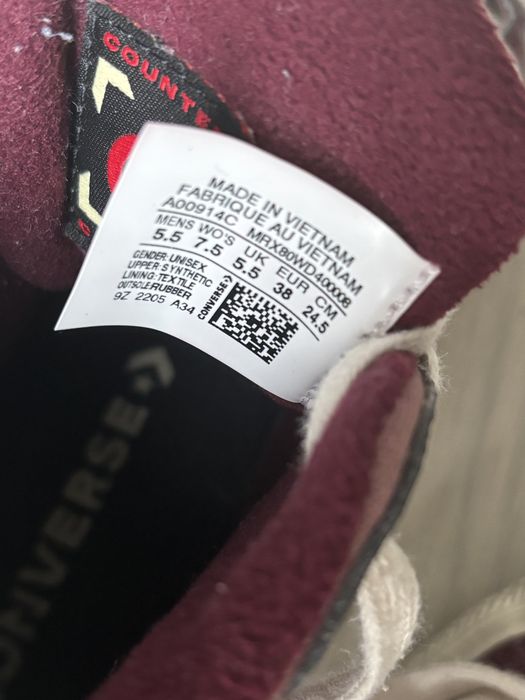 COUNTE
MADE IN VIETNAM
FABRIQUE AU VIETNAM
A00914C MRX80WD400008
MENS WO'S UK EUR CM
5.5 7.5 5.5 38 24.5
GENDER: UNISEX
UPPER: SYNTHETIC
LINING: TEXTILE
OUTSOLE:RUBBER
9Z 2205 A34
CONVERSE
CONVERSE